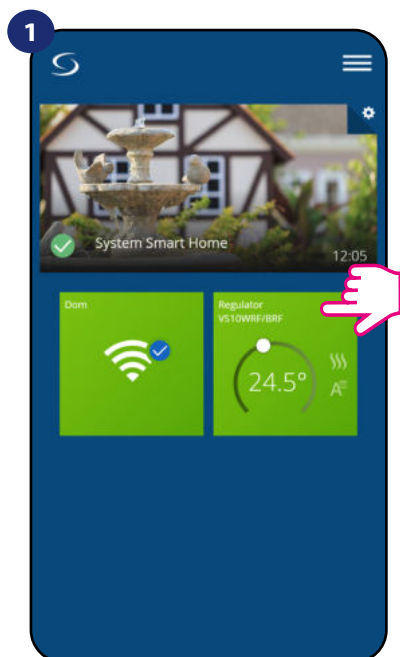 1
System Smart Home
12:05
Dom
Regulator
VS10WRF/BRF
24.5°
A